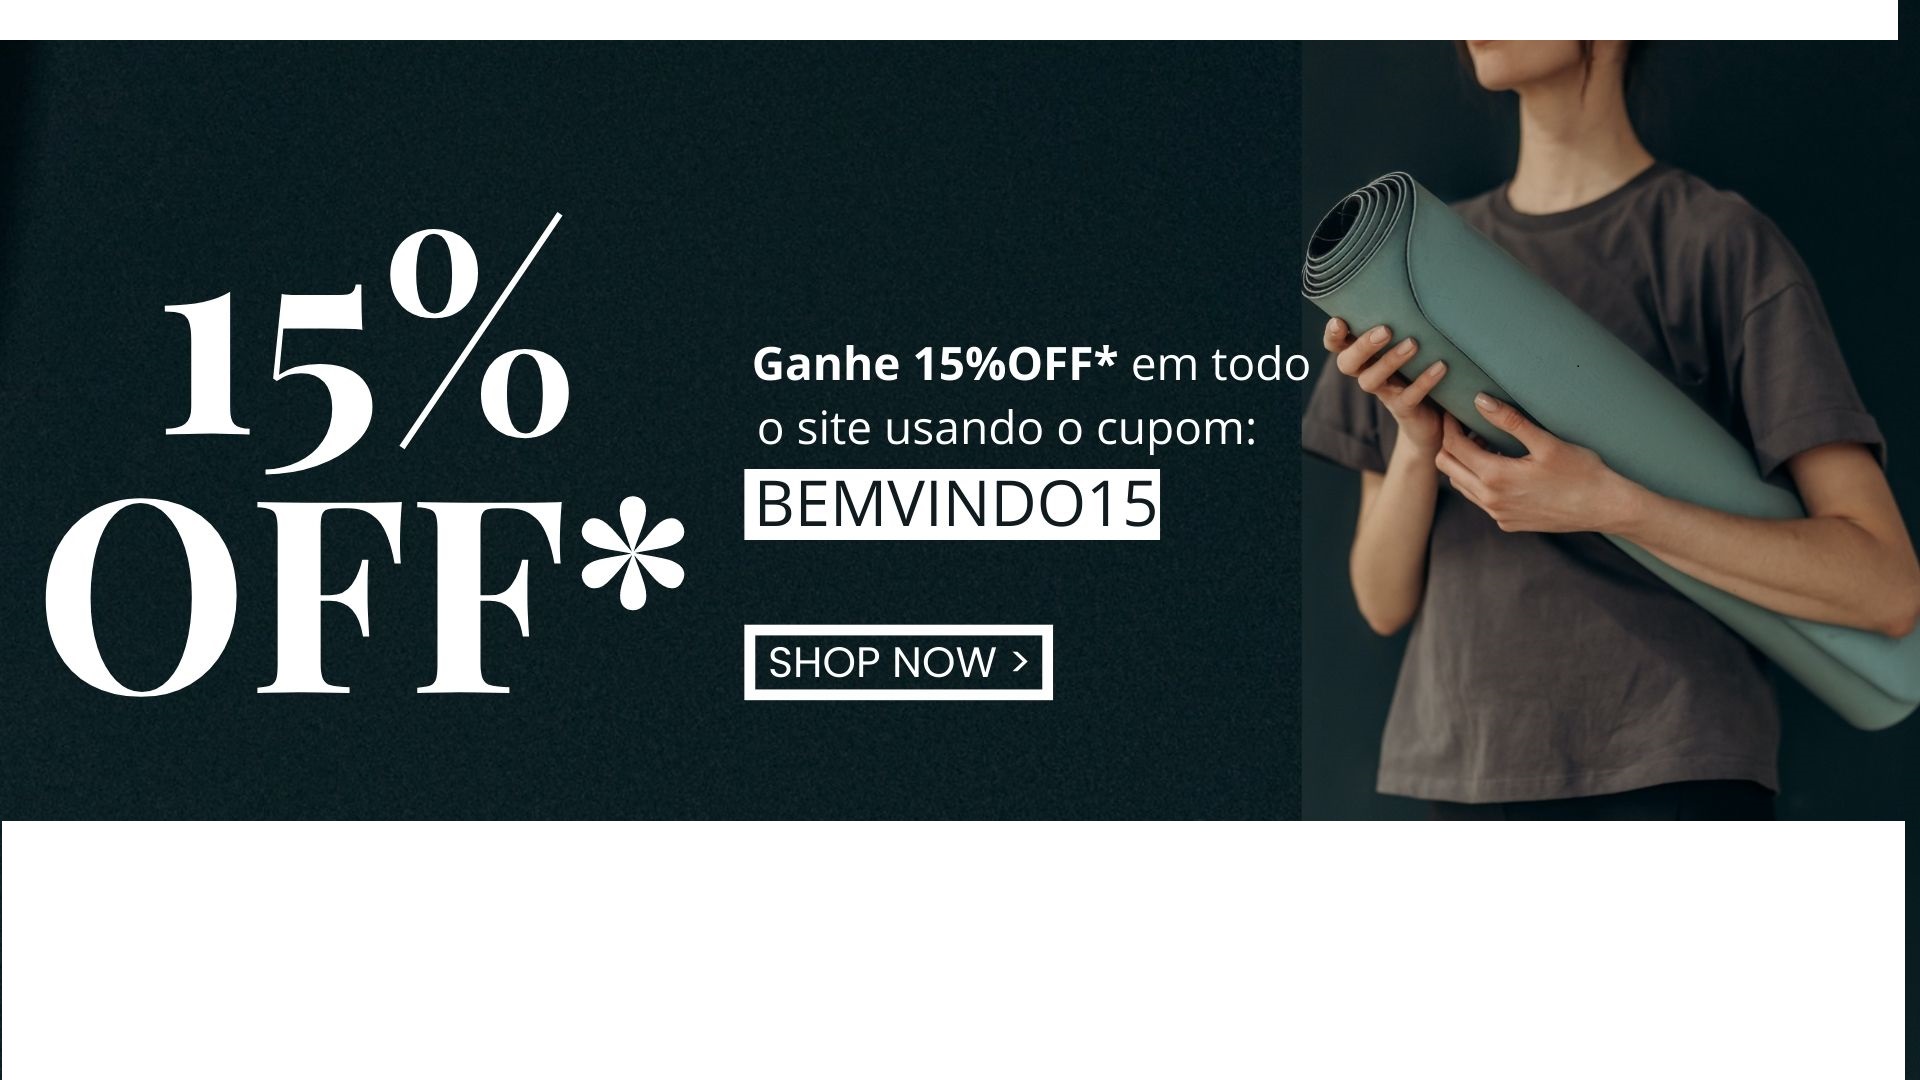 15%
OFF*
Ganhe 15%OFF* em todo
o site usando o cupom:
BEMVINDO15
SHOP NOW >